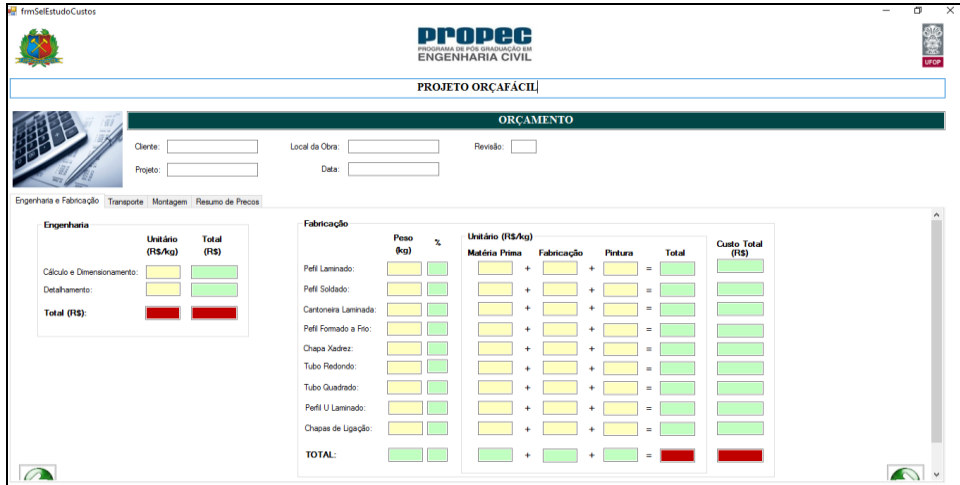 frmSelEstudoCustos
propec
PROGRAMA DE PÓS GRADUAÇÃO EM
ENGENHARIA CIVIL
UFOP
PROJETO ORÇAFÁCIL
ORÇAMENTO
Cliente: Local da Obra: Revisão:
Projeto: Data:
Engenharia e Fabricação Transporte Montagem Resumo de Precos
Engenharia
Unitário (R$/kg) Total (R$)
Cálculo e Dimensionamento:
Detalhamento:
Total (R$):
Fabricação
Peso (kg) % Unitário (R$/kg) Custo Total (R$)
Matéria Prima Fabricação Pintura Total
Pefil Laminado: + + =
Pefil Soldado: + + =
Cantoneira Laminada: + + =
Pefil Formado a Frio: + + =
Chapa Xadrez: + + =
Tubo Redondo: + + =
Tubo Quadrado: + + =
Perfil U Laminado: + + =
Chapas de Ligação: + + =
TOTAL: + + =